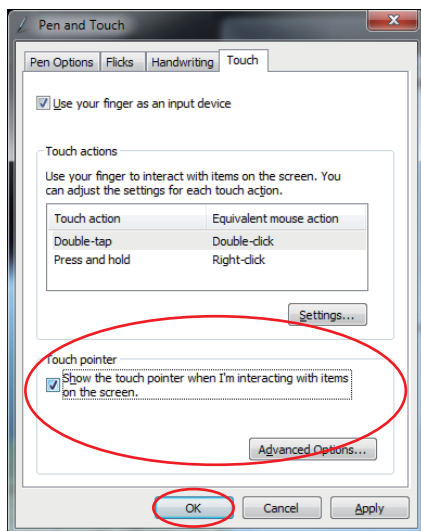 Pen and Touch
Pen Options Flicks Handwriting Touch
Use your finger as an input device
Touch actions
Use your finger to interact with items on the screen. You
can adjust the settings for each touch action.
Touch action Equivalent mouse action
Double-tap Double-click
Press and hold Right-click
Settings...
Touch pointer
Show the touch pointer when I'm interacting with items
on the screen.
Advanced Options...
OK Cancel Apply